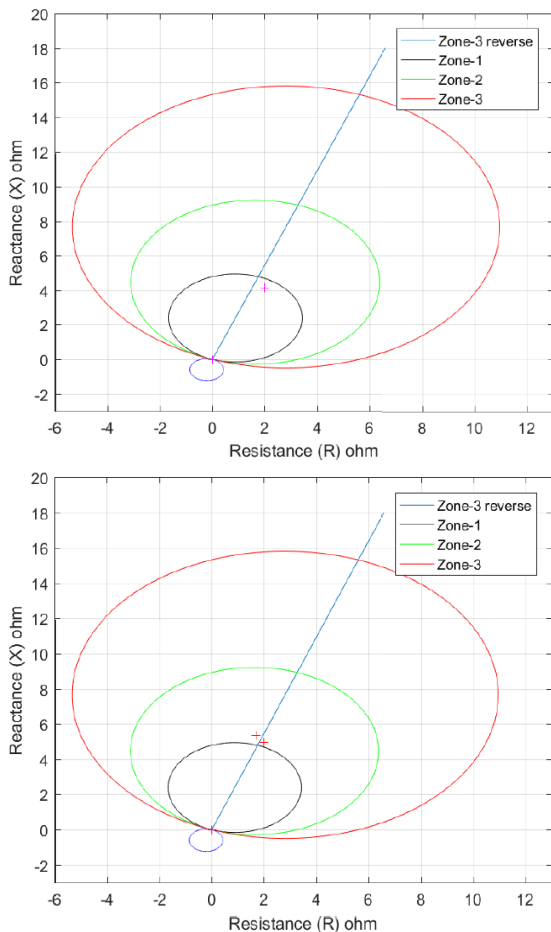 20
18
16
14
12
10
8
6
4
2
0
-2
Reactance (X) ohm
Zone-3 reverse
Zone-1
Zone-2
Zone-3
-6 -4 -2 0 2 4 6 8 10 12
Resistance (R) ohm
20
18
16
14
12
10
8
6
4
2
0
-2
Reactance (X) ohm
Zone-3 reverse
Zone-1
Zone-2
Zone-3
-6 -4 -2 0 2 4 6 8 10 12
Resistance (R) ohm